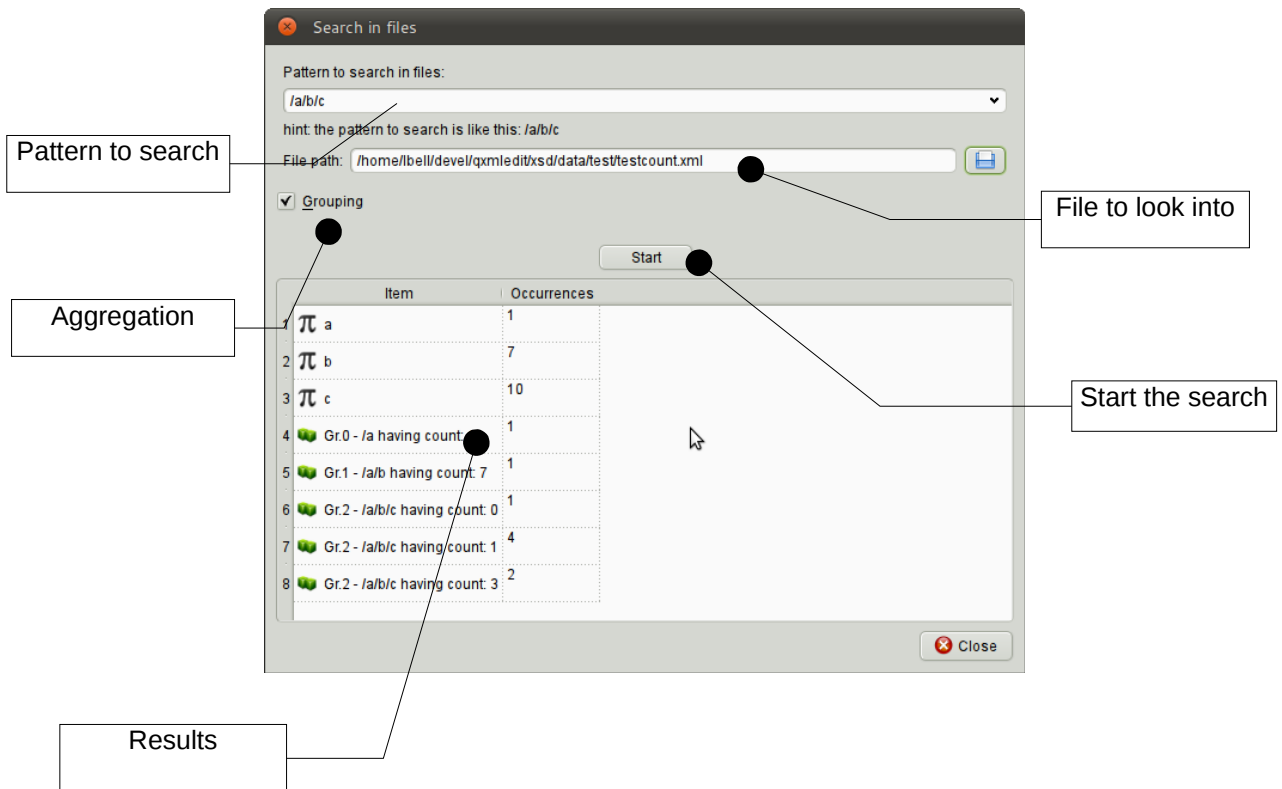 Search in files
Pattern to search in files:
/a/b/c
hint: the pattern to search is like this: /a/b/c
Pattern to search
File path: /home/lbell/devel/qxmledit/xsd/data/test/testcount.xml
File to look into
Grouping
Start
Aggregation
Item Occurrences
1 π a 1
2 π b 7
3 π c 10
Start the search
4 Gr.0 - /a having count: 1
5 Gr.1 - /a/b having count: 7 1
6 Gr.2 - /a/b/c having count: 0 1
7 Gr.2 - /a/b/c having count: 1 4
8 Gr.2 - /a/b/c having count: 3 2
Close
Results